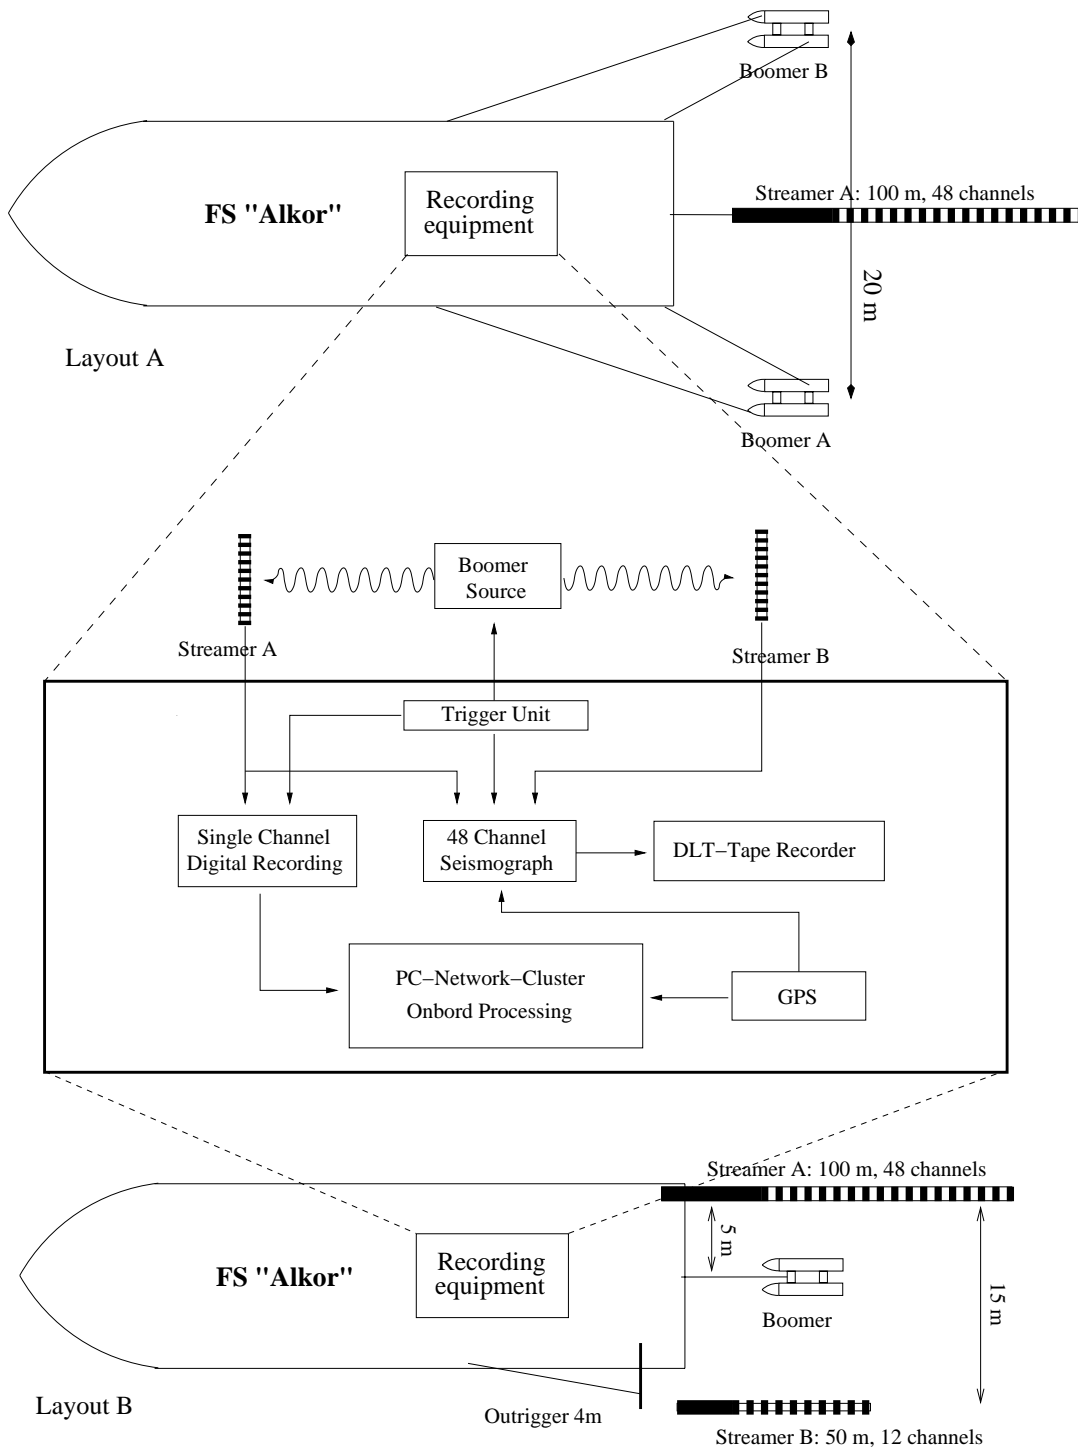 Boomer B
Streamer A: 100 m, 48 channels
FS "Alkor"
Recording
equipment
20 m
Layout A
Boomer A
Boomer
Source
Streamer A
Streamer B
Trigger Unit
Single Channel
Digital Recording
48 Channel
Seismograph
DLT−Tape Recorder
PC−Network−Cluster
Onbord Processing
GPS
Streamer A: 100 m, 48 channels
5 m
FS "Alkor"
Recording
equipment
15 m
Boomer
Layout B
Outrigger 4m
Streamer B: 50 m, 12 channels